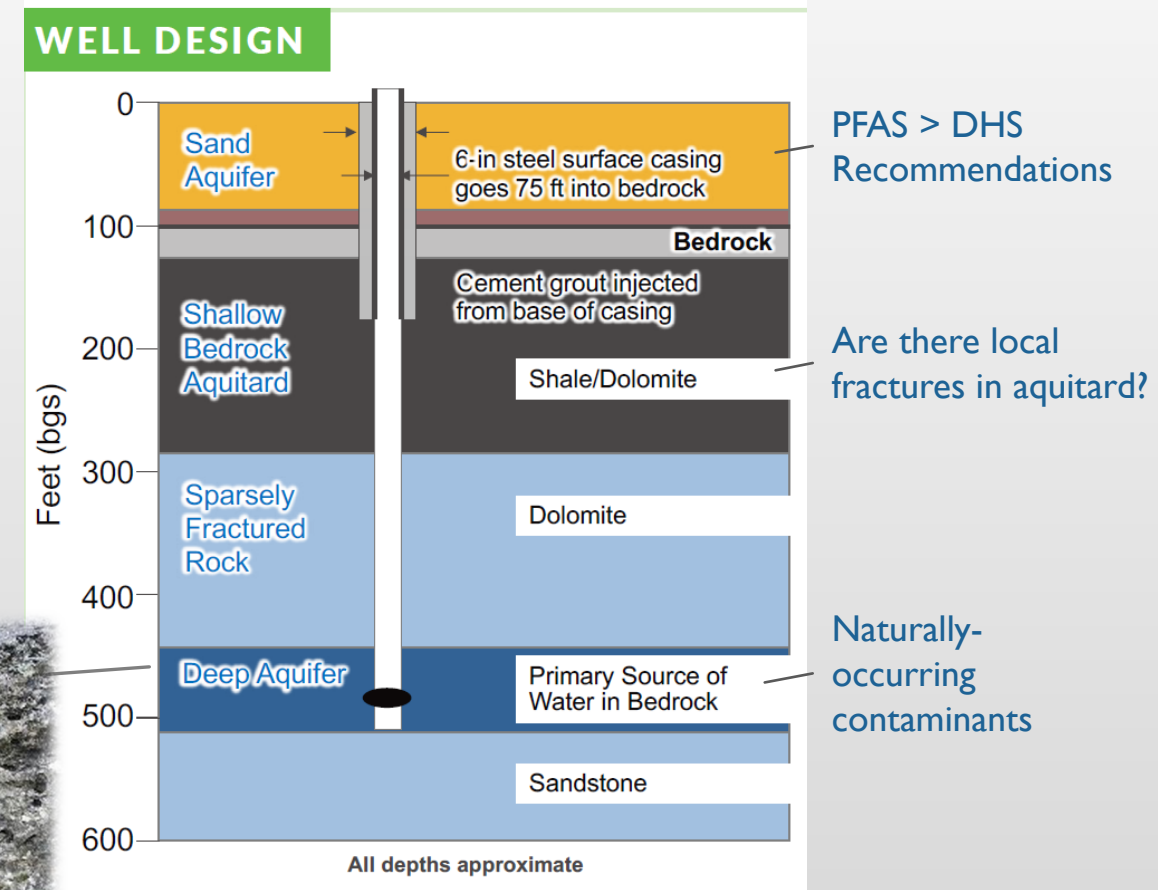 WELL DESIGN
0
100
200
300
400
500
600
Feet (bgs)
Sand
Aquifer
6-in steel surface casing
goes 75 ft into bedrock
Bedrock
Cement grout injected
from base of casing
Shallow
Bedrock
Aquitard
Shale/Dolomite
Sparsely
Fractured
Rock
Dolomite
Deep Aquifer
Primary Source of
Water in Bedrock
Sandstone
All depths approximate
PFAS > DHS
Recommendations
Are there local
fractures in aquitard?
Naturally-
occurring
contaminants